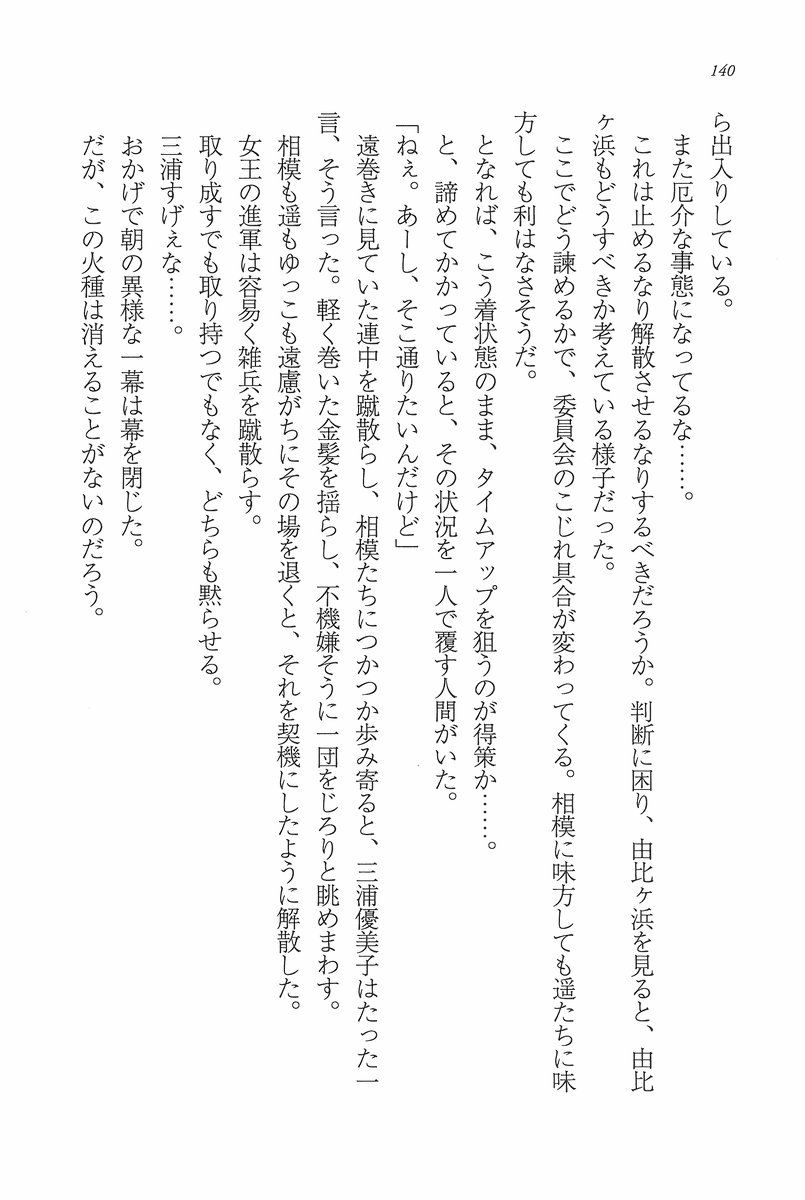 140
ら出入りしている。
また厄介な事態になってるな……。
これは止めるなり解散させるなりするべきだろうか。判断に困り、由比ヶ浜を見ると、由比
ヶ浜もどうすべきか考えている様子だった。
ここでどう諫めるかで、委員会のこじれ具合が変わってくる。相模に味方しても遥たちに味
方しても利はなさそうだ。
となれば、こう着状態のまま、タイムアップを狙うのが得策か……。
と、諦めてかかっていると、その状況を一人で覆す人間がいた。
「ねぇ。あーし、そこ通りたいんだけど」
遠巻きに見ていた連中を蹴散らし、相模たちにつかつか歩み寄ると、三浦優美子はたった一
言、そう言った。軽く巻いた金髪を揺らし、不機嫌そうに一団をじろりと眺めまわす。
相模も遥もゆっこも遠慮がちにその場を退くと、それを契機にしたように解散した。
女王の進軍は容易く雑兵を蹴散らす。
取り成すでも取り持つでもなく、どちらも黙らせる。
三浦すげぇな……。
おかげで朝の異様な一幕は幕を閉じた。
だが、この火種は消えることがないのだろう。